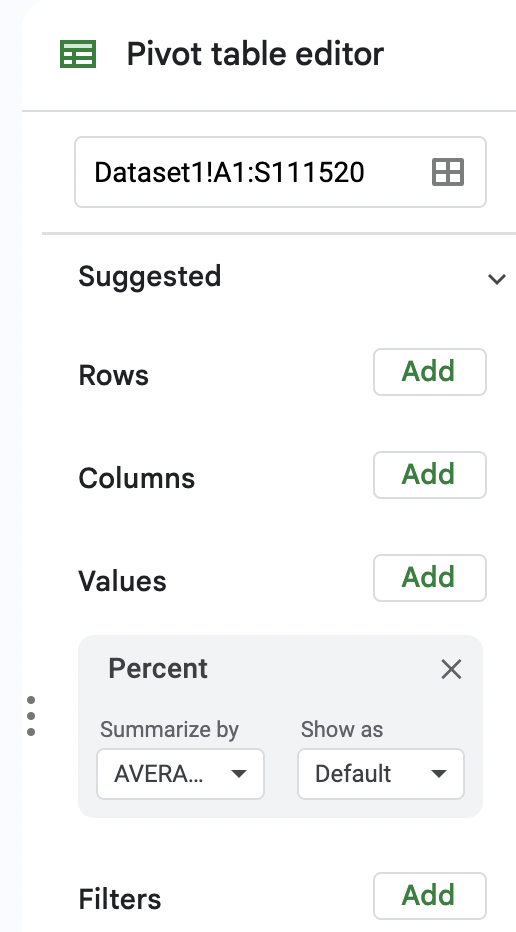 Pivot table editor
Dataset1!A1:S111520
Suggested
Rows Add
Columns Add
Values Add
Percent
Summarize by Show as
AVERA... Default
Filters Add